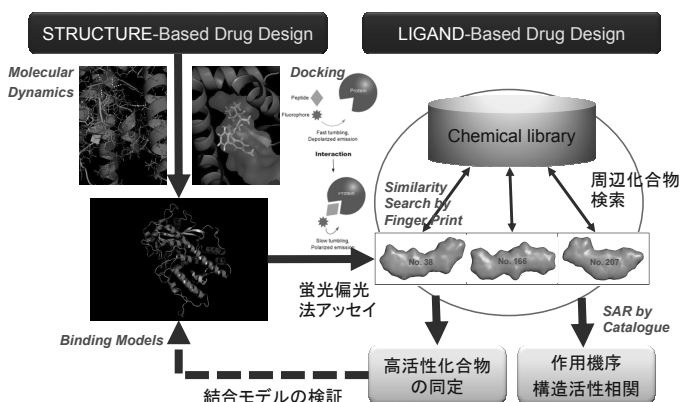 STRUCTURE-Based Drug Design
LIGAND-Based Drug Design
Molecular
Dynamics
Docking
Peptide
Fluorophore
Protein
Fast tumbling,
Depolarized emission
Interaction
PROTEIN
Slow tumbling,
Polarized emission
Chemical library
Similarity
Search by
Finger Print
周辺化合物
検索
No. 38
No. 166
No. 207
蛍光偏光
法アッセイ
SAR by
Catalogue
Binding Models
高活性化合物
の同定
作用機序
構造活性相関
結合モデルの検証